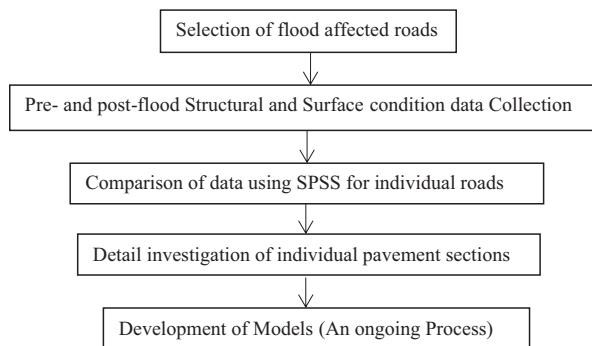 Selection of flood affected roads
Pre- and post-flood Structural and Surface condition data Collection
Comparison of data using SPSS for individual roads
Detail investigation of individual pavement sections
Development of Models (An ongoing Process)